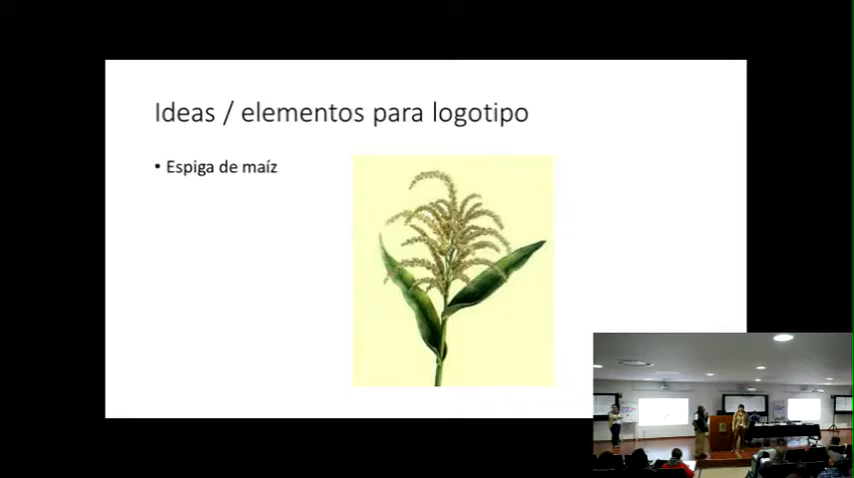 Ideas / elementos para logotipo
• Espiga de maíz